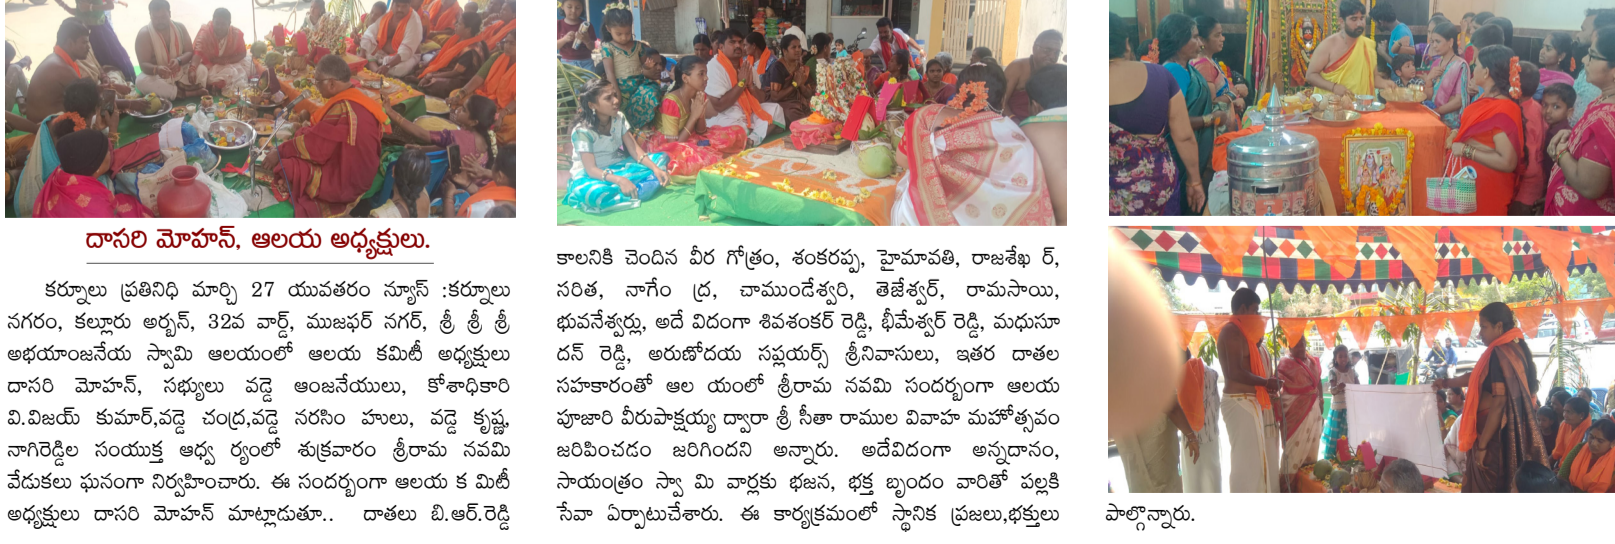 దాసరి మోహన్, ఆలయ అధ్యక్షులు.
కర్నూలు ప్రతినిధి మార్చి 27 యువతరం న్యూస్ :కర్నూలు
నగరం, కల్లూరు అర్బన్, 32వ వార్డ్, ముజఫర్ నగర్, శ్రీ శ్రీ శ్రీ
అభయాంజనేయ స్వామి ఆలయంలో ఆలయ కమిటీ అధ్యక్షులు
దాసరి మోహన్, సభ్యులు వడ్డె ఆంజనేయులు, కోశాధికారి
వి.విజయ్ కుమార్,వడ్డె చంద్ర,వడ్డె నరసిం హులు, వడ్డె కృష్ణ,
నాగిరెడ్డిల సంయుక్త ఆధ్వ ర్యంలో శుక్రవారం శ్రీరామ నవమి
వేడుకలు ఘనంగా నిర్వహించారు. ఈ సందర్భంగా ఆలయ క మిటీ
అధ్యక్షులు దాసరి మోహన్ మాట్లాడుతూ.. దాతలు బి.ఆర్.రెడ్డి
కాలనికి చెందిన వీర గోత్రం, శంకరప్ప, హైమావతి, రాజశేఖ ర్,
సరిత, నాగేం ద్ర, చాముండేశ్వరి, తెజేశ్వర్, రామసాయి,
భువనేశ్వర్లు, అదే విదంగా శివశంకర్ రెడ్డి, భీమేశ్వర్ రెడ్డి, మధుసూ
దన్ రెడ్డి, అరుణోదయ సప్లయర్స్ శ్రీనివాసులు, ఇతర దాతల
సహకారంతో ఆల యంలో శ్రీరామ నవమి సందర్బంగా ఆలయ
పూజారి వీరుపాక్షయ్య ద్వారా శ్రీ సీతా రాముల వివాహ మహోత్సవం
జరిపించడం జరిగిందని అన్నారు. అదేవిదంగా అన్నదానం,
సాయంత్రం స్వా మి వార్లకు భజన, భక్త బృందం వారితో పల్లకి
సేవా ఏర్పాటుచేశారు. ఈ కార్యక్రమంలో స్థానిక ప్రజలు,భక్తులు
పాల్గొన్నారు.